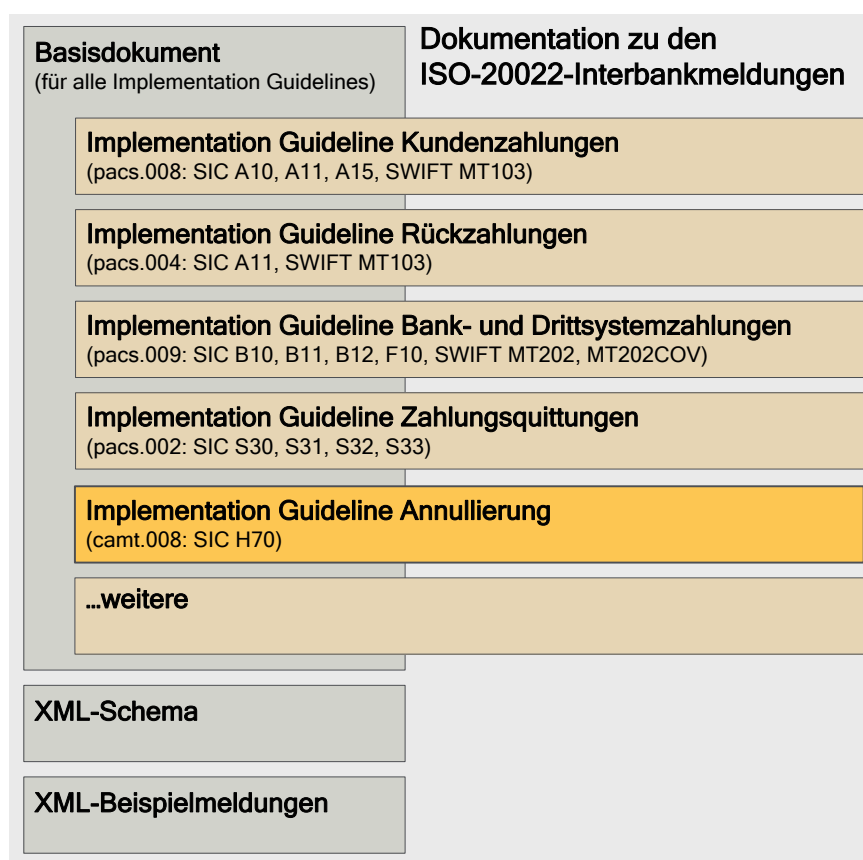 Basisdokument
(für alle Implementation Guidelines)
Dokumentation zu den
ISO-20022-Interbankmeldungen
Implementation Guideline Kundenzahlungen
(pacs.008: SIC A10, A11, A15, SWIFT MT103)
Implementation Guideline Rückzahlungen
(pacs.004: SIC A11, SWIFT MT103)
Implementation Guideline Bank- und Drittsystemzahlungen
(pacs.009: SIC B10, B11, B12, F10, SWIFT MT202, MT202COV)
Implementation Guideline Zahlungsquittungen
(pacs.002: SIC S30, S31, S32, S33)
Implementation Guideline Annullierung
(camt.008: SIC H70)
...weitere
XML-Schema
XML-Beispielmeldungen